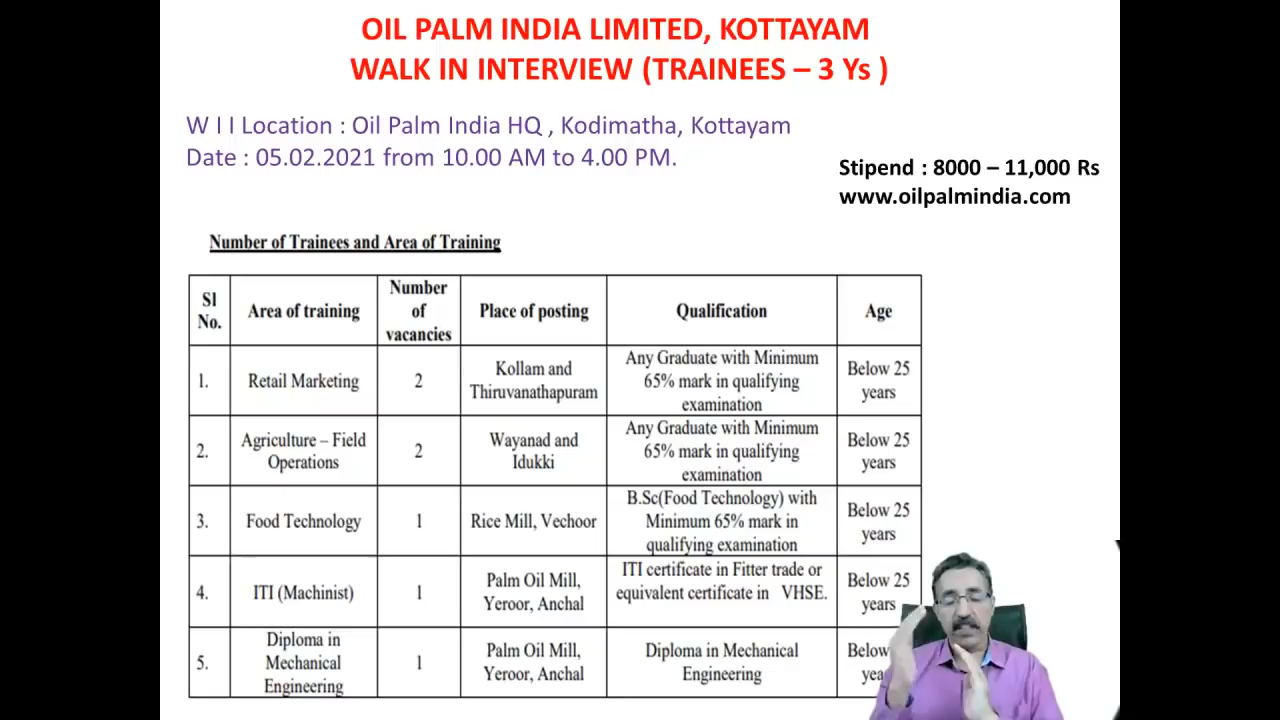 OIL PALM INDIA LIMITED, KOTTAYAM
WALK IN INTERVIEW (TRAINEES – 3 Ys )
W I I Location : Oil Palm India HQ , Kodimatha, Kottayam
Date : 05.02.2021 from 10.00 AM to 4.00 PM.
Stipend : 8000 – 11,000 Rs
www.oilpalmindia.com
Number of Trainees and Area of Training
Sl
No.
Area of training
Number
of
vacancies
Place of posting
Qualification
Age
1.
Retail Marketing
2
Kollam and
Thiruvanathapuram
Any Graduate with Minimum
65% mark in qualifying
examination
Below 25
years
2.
Agriculture – Field
Operations
2
Wayanad and
Idukki
Any Graduate with Minimum
65% mark in qualifying
examination
Below 25
years
3.
Food Technology
1
Rice Mill, Vechoor
B.Sc(Food Technology) with
Minimum 65% mark in
qualifying examination
Below 25
years
4.
ITI (Machinist)
1
Palm Oil Mill,
Yeroor, Anchal
ITI certificate in Fitter trade or
equivalent certificate in VHSE.
Below 25
years
5.
Diploma in
Mechanical
Engineering
1
Palm Oil Mill,
Yeroor, Anchal
Diploma in Mechanical
Engineering
Below